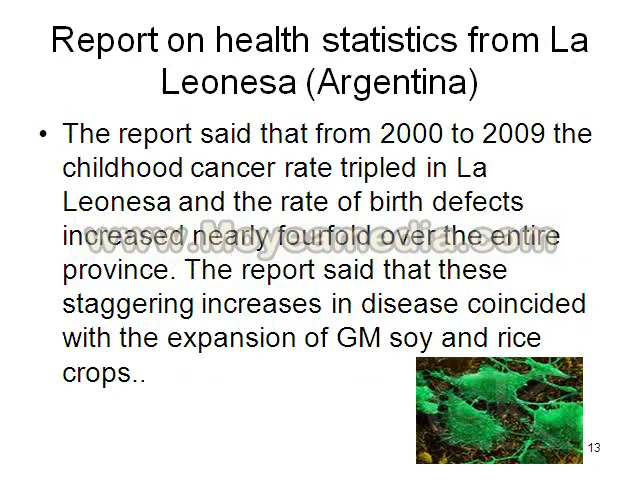 Report on health statistics from La
Leonesa (Argentina)
• The report said that from 2000 to 2009 the
childhood cancer rate tripled in La
Leonesa and the rate of birth defects
increased nearly fourfold over the entire
province. The report said that these
staggering increases in disease coincided
with the expansion of GM soy and rice
crops..
13